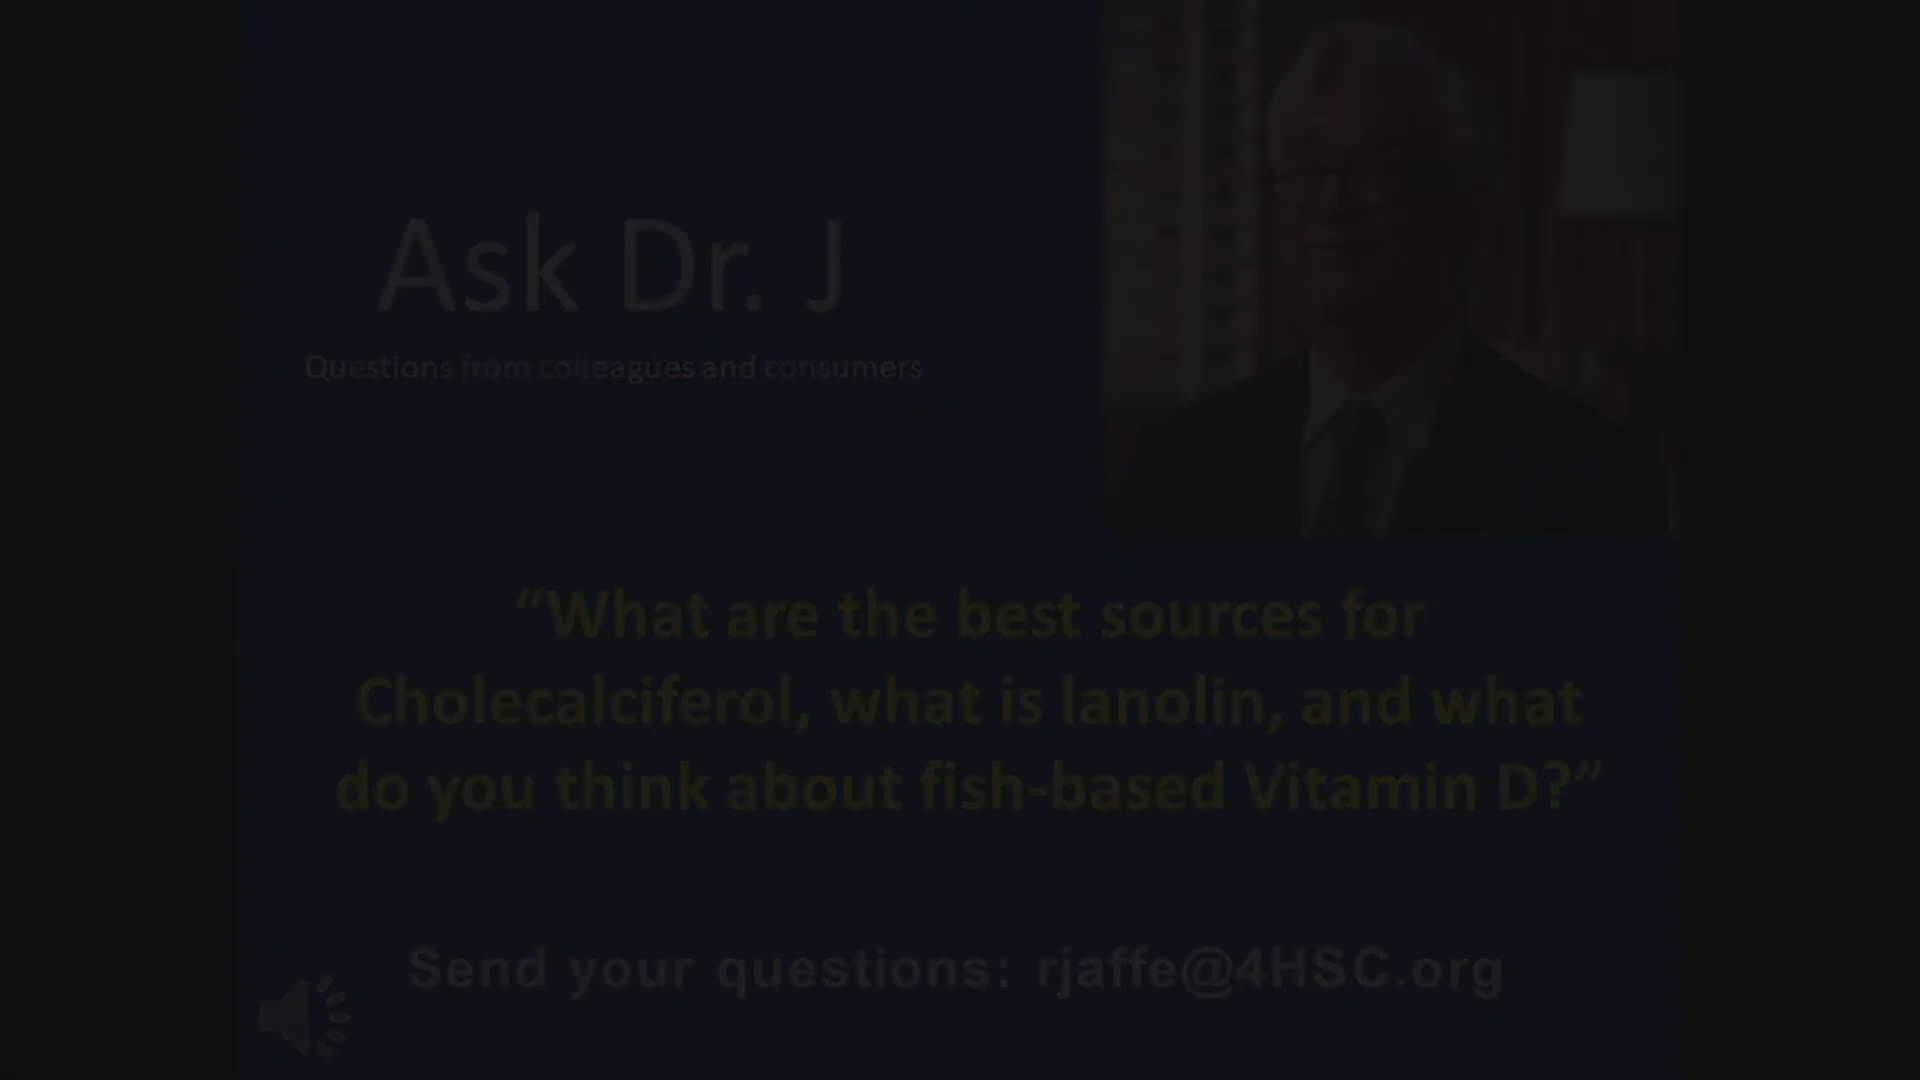 Ask Dr. J
Questions from colleagues and consumers
“What are the best sources for
Cholecalciferol, what is lanolin, and what
do you think about fish-based Vitamin D?”
Send your questions: rjaffe@4HSC.org